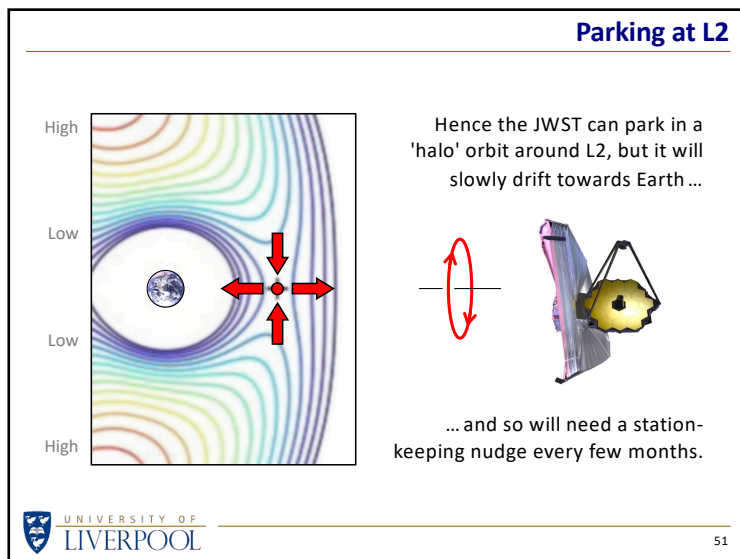 Parking at L2
High
Low
Low
High
Hence the JWST can park in a
'halo' orbit around L2, but it will
slowly drift towards Earth ...
... and so will need a station-
keeping nudge every few months.
UNIVERSITY OF
LIVERPOOL
51